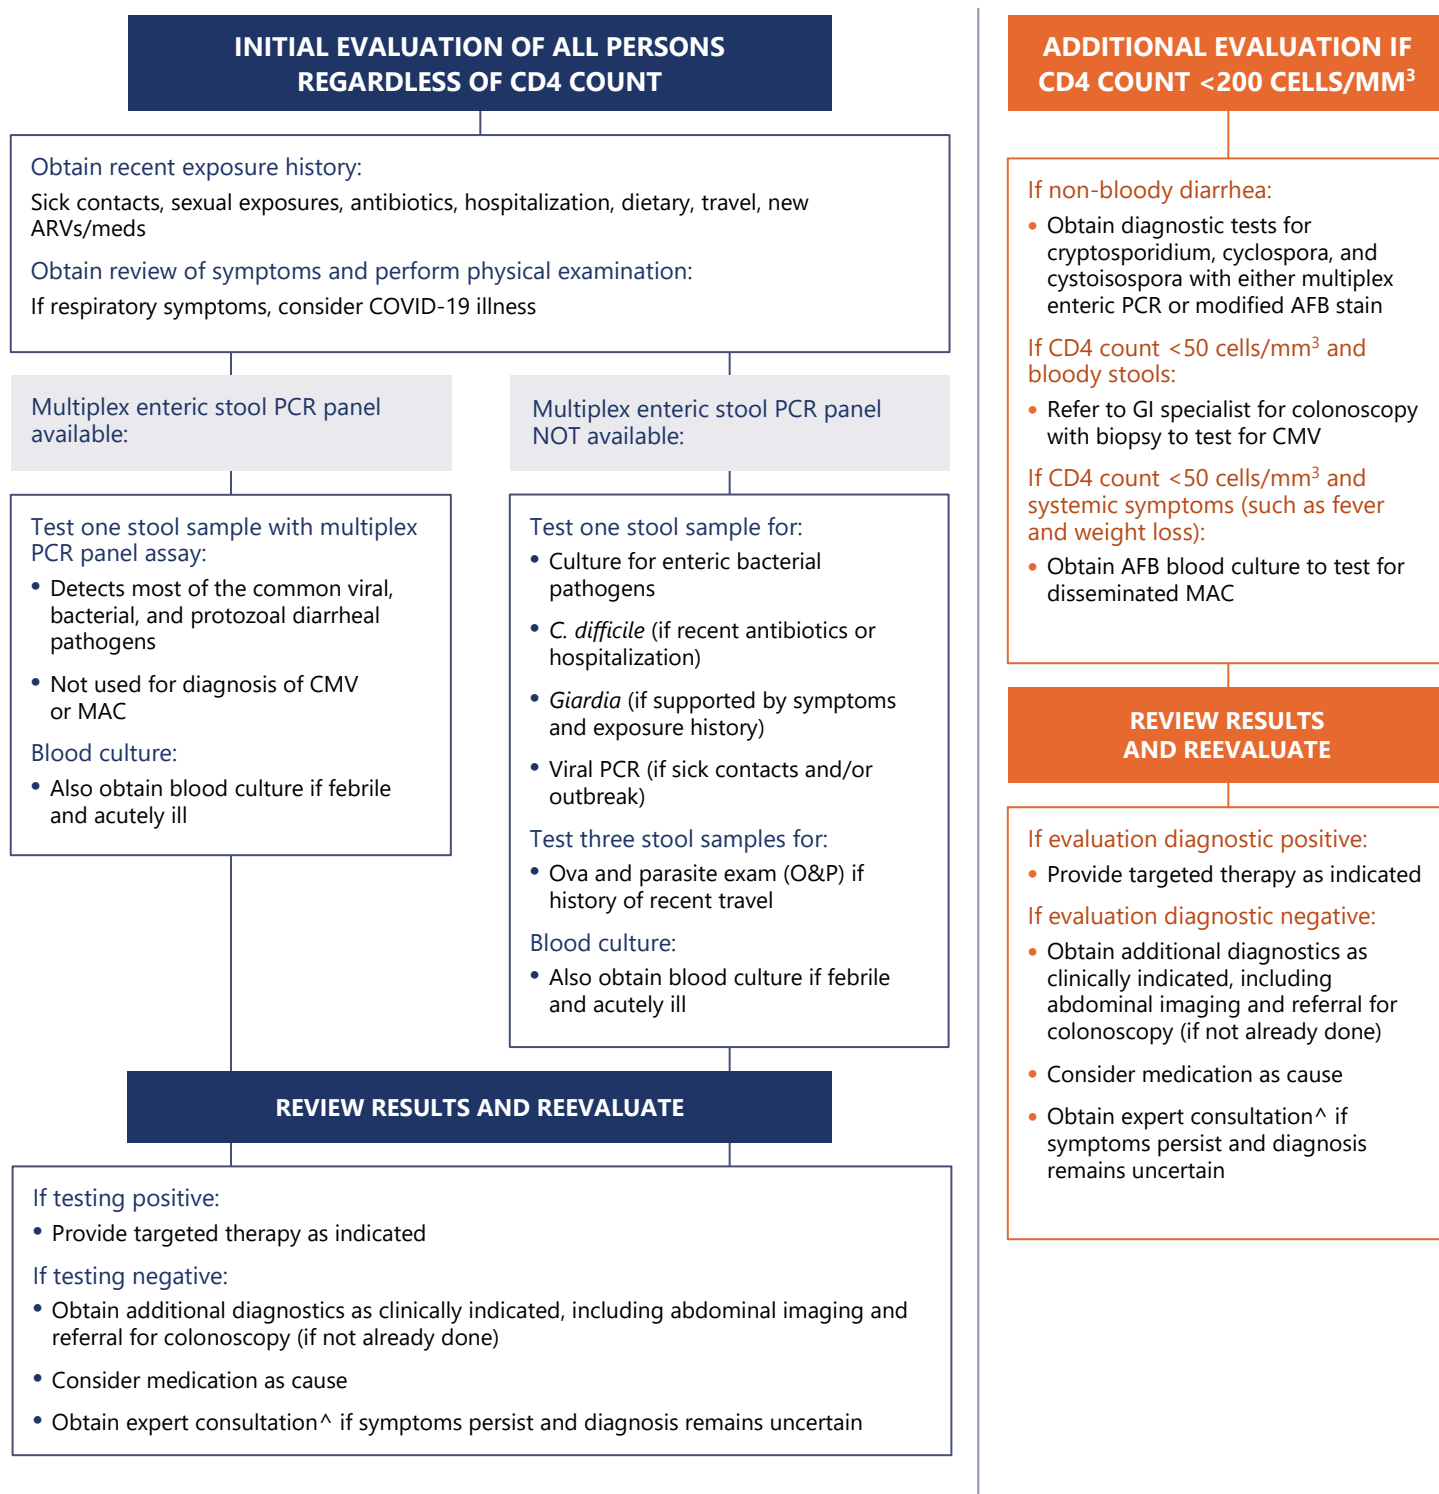 INITIAL EVALUATION OF ALL PERSONS
REGARDLESS OF CD4 COUNT
Obtain recent exposure history:
Sick contacts, sexual exposures, antibiotics, hospitalization, dietary, travel, new
ARVs/meds
Obtain review of symptoms and perform physical examination:
If respiratory symptoms, consider COVID-19 illness
Multiplex enteric stool PCR panel
available:
Test one stool sample with multiplex
PCR panel assay:
• Detects most of the common viral,
bacterial, and protozoal diarrheal
pathogens
• Not used for diagnosis of CMV
or MAC
Blood culture:
• Also obtain blood culture if febrile
and acutely ill
Multiplex enteric stool PCR panel
NOT available:
Test one stool sample for:
• Culture for enteric bacterial
pathogens
• C. difficile (if recent antibiotics or
hospitalization)
• Giardia (if supported by symptoms
and exposure history)
• Viral PCR (if sick contacts and/or
outbreak)
Test three stool samples for:
• Ova and parasite exam (O&P) if
history of recent travel
Blood culture:
• Also obtain blood culture if febrile
and acutely ill
REVIEW RESULTS AND REEVALUATE
If testing positive:
• Provide targeted therapy as indicated
If testing negative:
• Obtain additional diagnostics as clinically indicated, including abdominal imaging and
referral for colonoscopy (if not already done)
• Consider medication as cause
• Obtain expert consultation^ if symptoms persist and diagnosis remains uncertain
ADDITIONAL EVALUATION IF
CD4 COUNT <200 CELLS/MM³
If non-bloody diarrhea:
• Obtain diagnostic tests for
cryptosporidium, cyclospora, and
cystoisospora with either multiplex
enteric PCR or modified AFB stain
If CD4 count <50 cells/mm³ and
bloody stools:
• Refer to GI specialist for colonoscopy
with biopsy to test for CMV
If CD4 count <50 cells/mm³ and
systemic symptoms (such as fever
and weight loss):
• Obtain AFB blood culture to test for
disseminated MAC
REVIEW RESULTS
AND REEVALUATE
If evaluation diagnostic positive:
• Provide targeted therapy as indicated
If evaluation diagnostic negative:
• Obtain additional diagnostics as
clinically indicated, including
abdominal imaging and referral for
colonoscopy (if not already done)
• Consider medication as cause
• Obtain expert consultation^ if
symptoms persist and diagnosis
remains uncertain